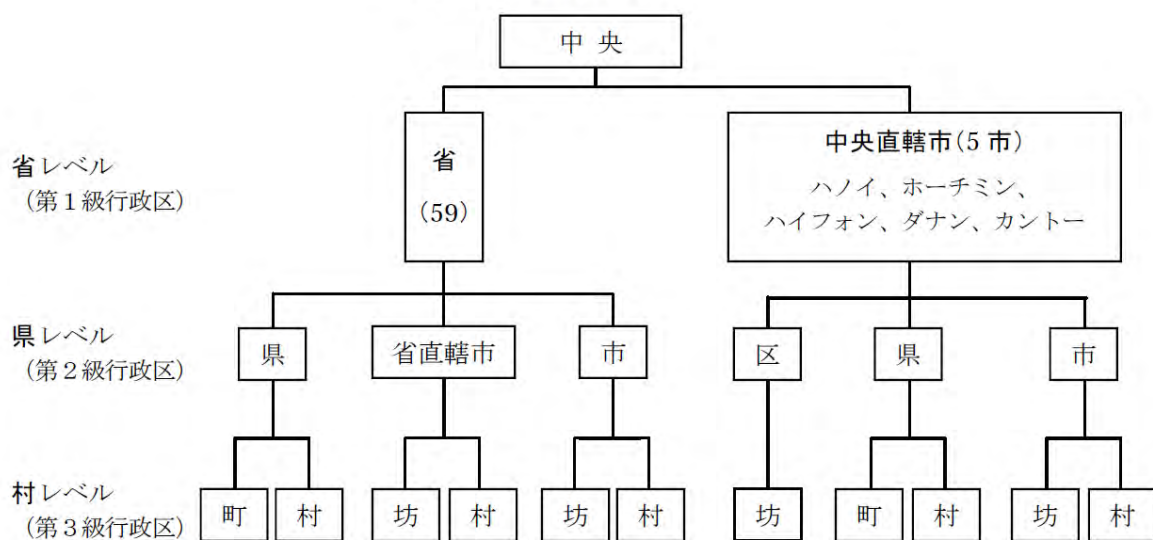 中 央
省レベル
(第1級行政区)
省
(59)
中央直轄市(5 市)
ハノイ、ホーチミン、
ハイフォン、ダナン、カントー
県レベル
(第2級行政区)
県
省直轄市
市
区
県
市
村レベル
(第3級行政区)
町
村
坊
村
坊
村
坊
町
村
坊
村